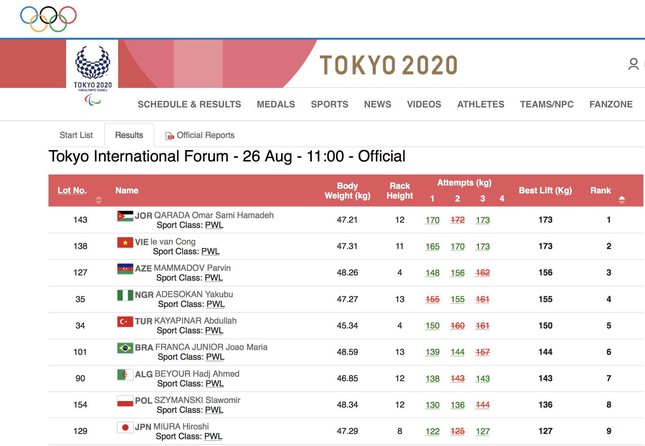 TOKYO 2020
TOKYO 2020
PARALYMPIC GAMES
SCHEDULE & RESULTS MEDALS SPORTS NEWS VIDEOS ATHLETES TEAMS/NPC FANZONE
Start List Results Official Reports
Tokyo International Forum - 26 Aug - 11:00 - Official
Lot No. Name Body Weight (kg) Rack Height Attempts (kg) 1 2 3 4 Best Lift (Kg) Rank
143 JOR QARADA Omar Sami Hamadeh 47.21 12 170 172 173 173 1
Sport Class: PWL
138 VIE le van Cong 47.31 11 165 170 173 173 2
Sport Class: PWL
127 AZE MAMMADOV Parvin 48.26 4 148 156 162 156 3
Sport Class: PWL
35 NGR ADESOKAN Yakubu 47.27 13 155 155 161 155 4
Sport Class: PWL
34 TUR KAYAPINAR Abdullah 45.34 4 150 160 161 150 5
Sport Class: PWL
101 BRA FRANCA JUNIOR Joao Maria 48.59 13 139 144 157 144 6
Sport Class: PWL
90 ALG BEYOUR Hadj Ahmed 46.85 12 138 143 143 143 7
Sport Class: PWL
154 POL SZYMANSKI Slawomir 48.34 12 130 136 144 136 8
Sport Class: PWL
129 JPN MIURA Hiroshi 47.29 8 122 125 127 127 9
Sport Class: PWL